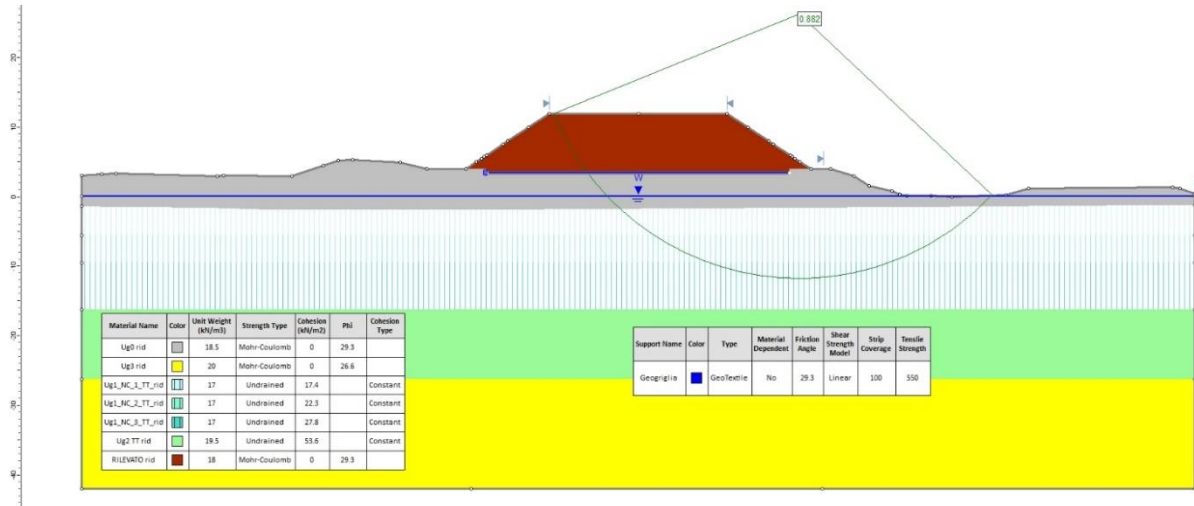 0.882
20
10
0
-10
-20
-30
-40
W
Material Name Color Unit Weight (kN/m3) Strength Type Cohesion (kN/m2) Phi Cohesion Type
Ug0 rid 18.5 Mohr-Coulomb 0 29.3
Ug3 rid 20 Mohr-Coulomb 0 26.6
Ug1_NC_1_TT_rid 17 Undrained 17.4 Constant
Ug1_NC_2_TT_rid 17 Undrained 22.3 Constant
Ug1_NC_3_TT_rid 17 Undrained 27.8 Constant
Ug2 TT rid 19.5 Undrained 53.6 Constant
RILEVATO rid 18 Mohr-Coulomb 0 29.3
Support Name Color Type Material Dependent Friction Angle Shear Strength Model Strip Coverage Tensile Strength
Geogriglia GeoTextile No 29.3 Linear 100 550